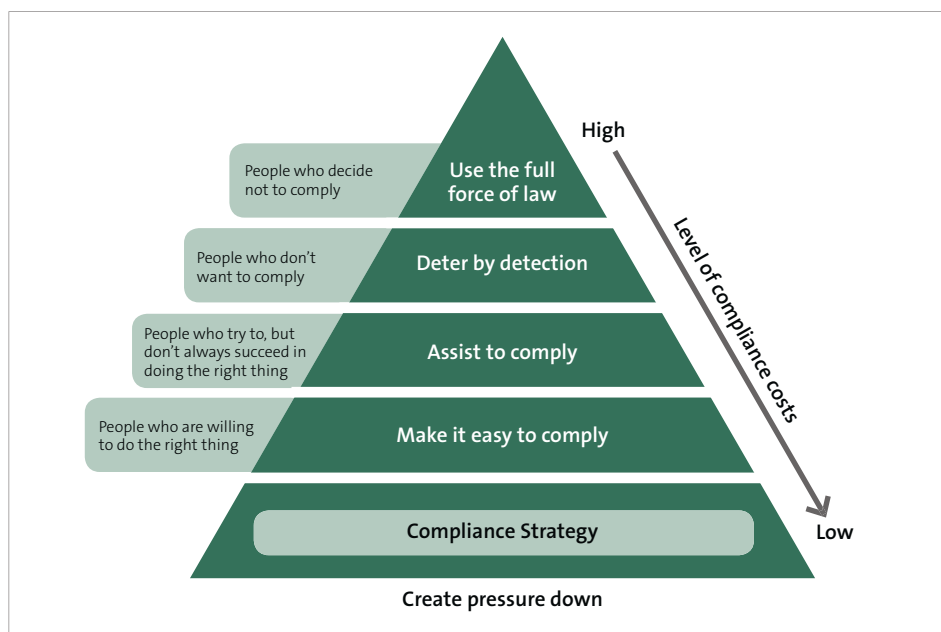 High
People who decide
not to comply
Use the full
force of law
People who don’t
want to comply
Deter by detection
Level of compliance costs
People who try to, but
don’t always succeed in
doing the right thing
Assist to comply
People who are willing
to do the right thing
Make it easy to comply
Compliance Strategy
Low
Create pressure down